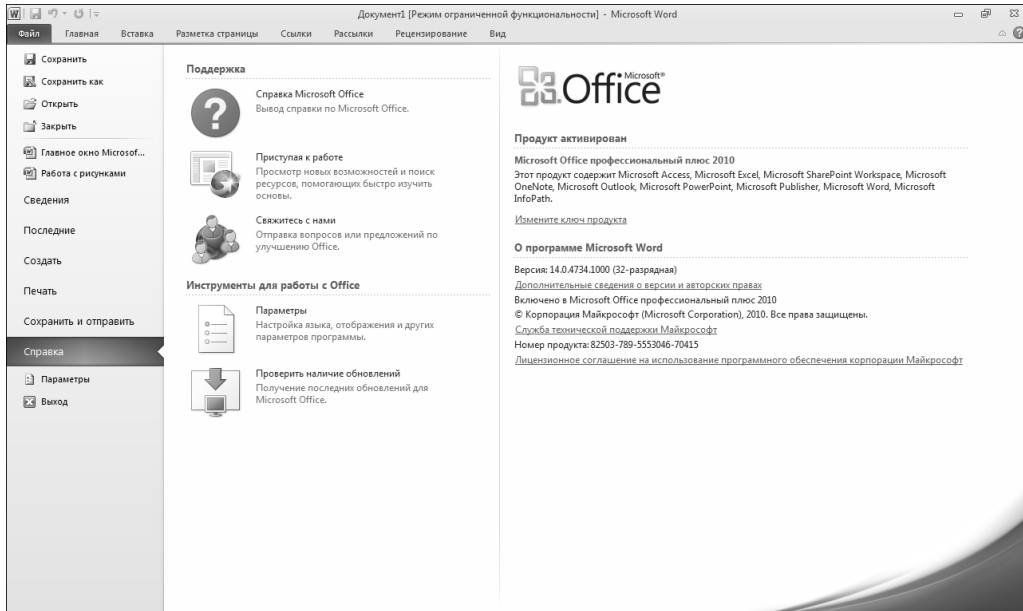 Документ1 [Режим ограниченной функциональности] - Microsoft Word
Файл Главная Вставка Разметка страницы Ссылки Рассылки Рецензирование Вид
Сохранить
Сохранить как
Открыть
Закрыть
Главное окно Microsof...
Работа с рисунками
Сведения
Последние
Создать
Печать
Сохранить и отправить
Справка
Параметры
Выход
Поддержка
Справка Microsoft Office
Вывод справки по Microsoft Office.
Приступая к работе
Просмотр новых возможностей и поиск
ресурсов, помогающих быстро изучить
основы.
Свяжитесь с нами
Отправка вопросов или предложений по
улучшению Office.
Инструменты для работы с Office
Параметры
Настройка языка, отображения и других
параметров программы.
Проверить наличие обновлений
Получение последних обновлений для
Microsoft Office.
Microsoft®
Office
Продукт активирован
Microsoft Office профессиональный плюс 2010
Этот продукт содержит Microsoft Access, Microsoft Excel, Microsoft SharePoint Workspace, Microsoft
OneNote, Microsoft Outlook, Microsoft PowerPoint, Microsoft Publisher, Microsoft Word, Microsoft
InfoPath.
Измените ключ продукта
О программе Microsoft Word
Версия: 14.0.4734.1000 (32-разрядная)
Дополнительные сведения о версии и авторских правах
Включено в Microsoft Office профессиональный плюс 2010
© Корпорация Майкрософт (Microsoft Corporation), 2010. Все права защищены.
Служба технической поддержки Майкрософт
Номер продукта: 82503-789-5553046-70415
Лицензионное соглашение на использование программного обеспечения корпорации Майкрософт